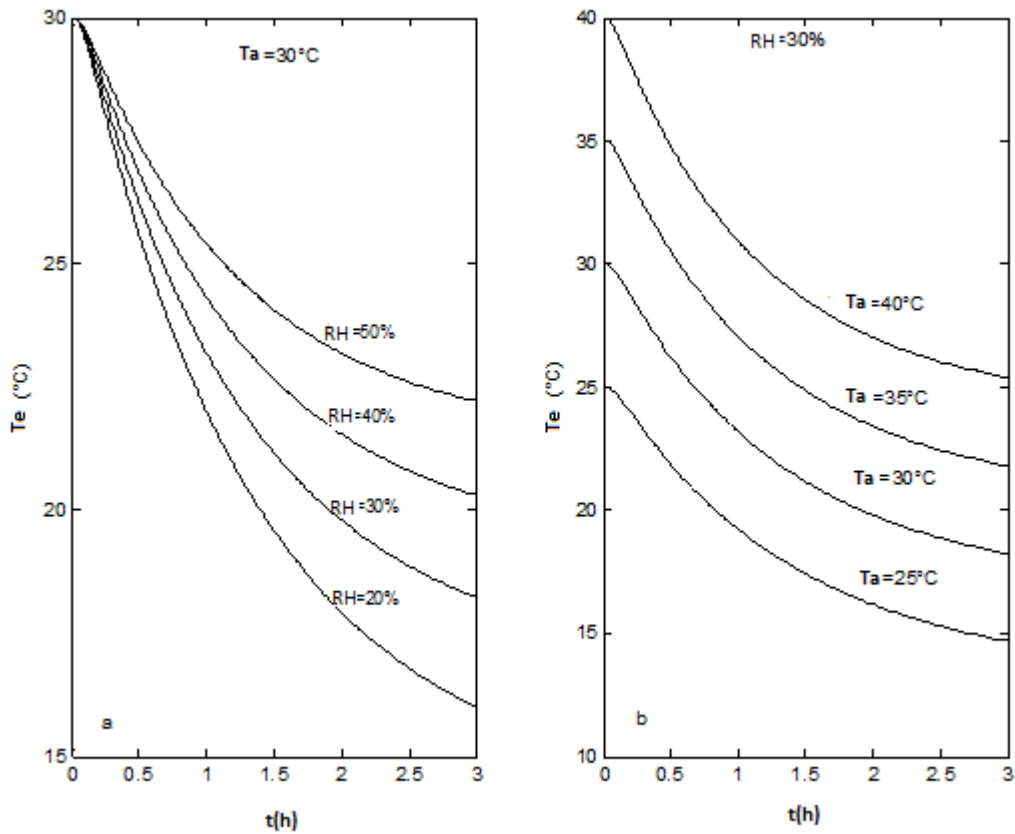 30
25
20
15
Te (°C)
Ta =30°C
RH =50%
RH =40%
RH =30%
RH=20%
a
0
0.5
1
1.5
2
2.5
3
t(h)
40
35
30
25
20
15
10
Te (°C)
RH =30%
Ta =40°C
Ta =35°C
Ta =30°C
Ta =25°C
b
0
0.5
1
1.5
2
2.5
3
t(h)